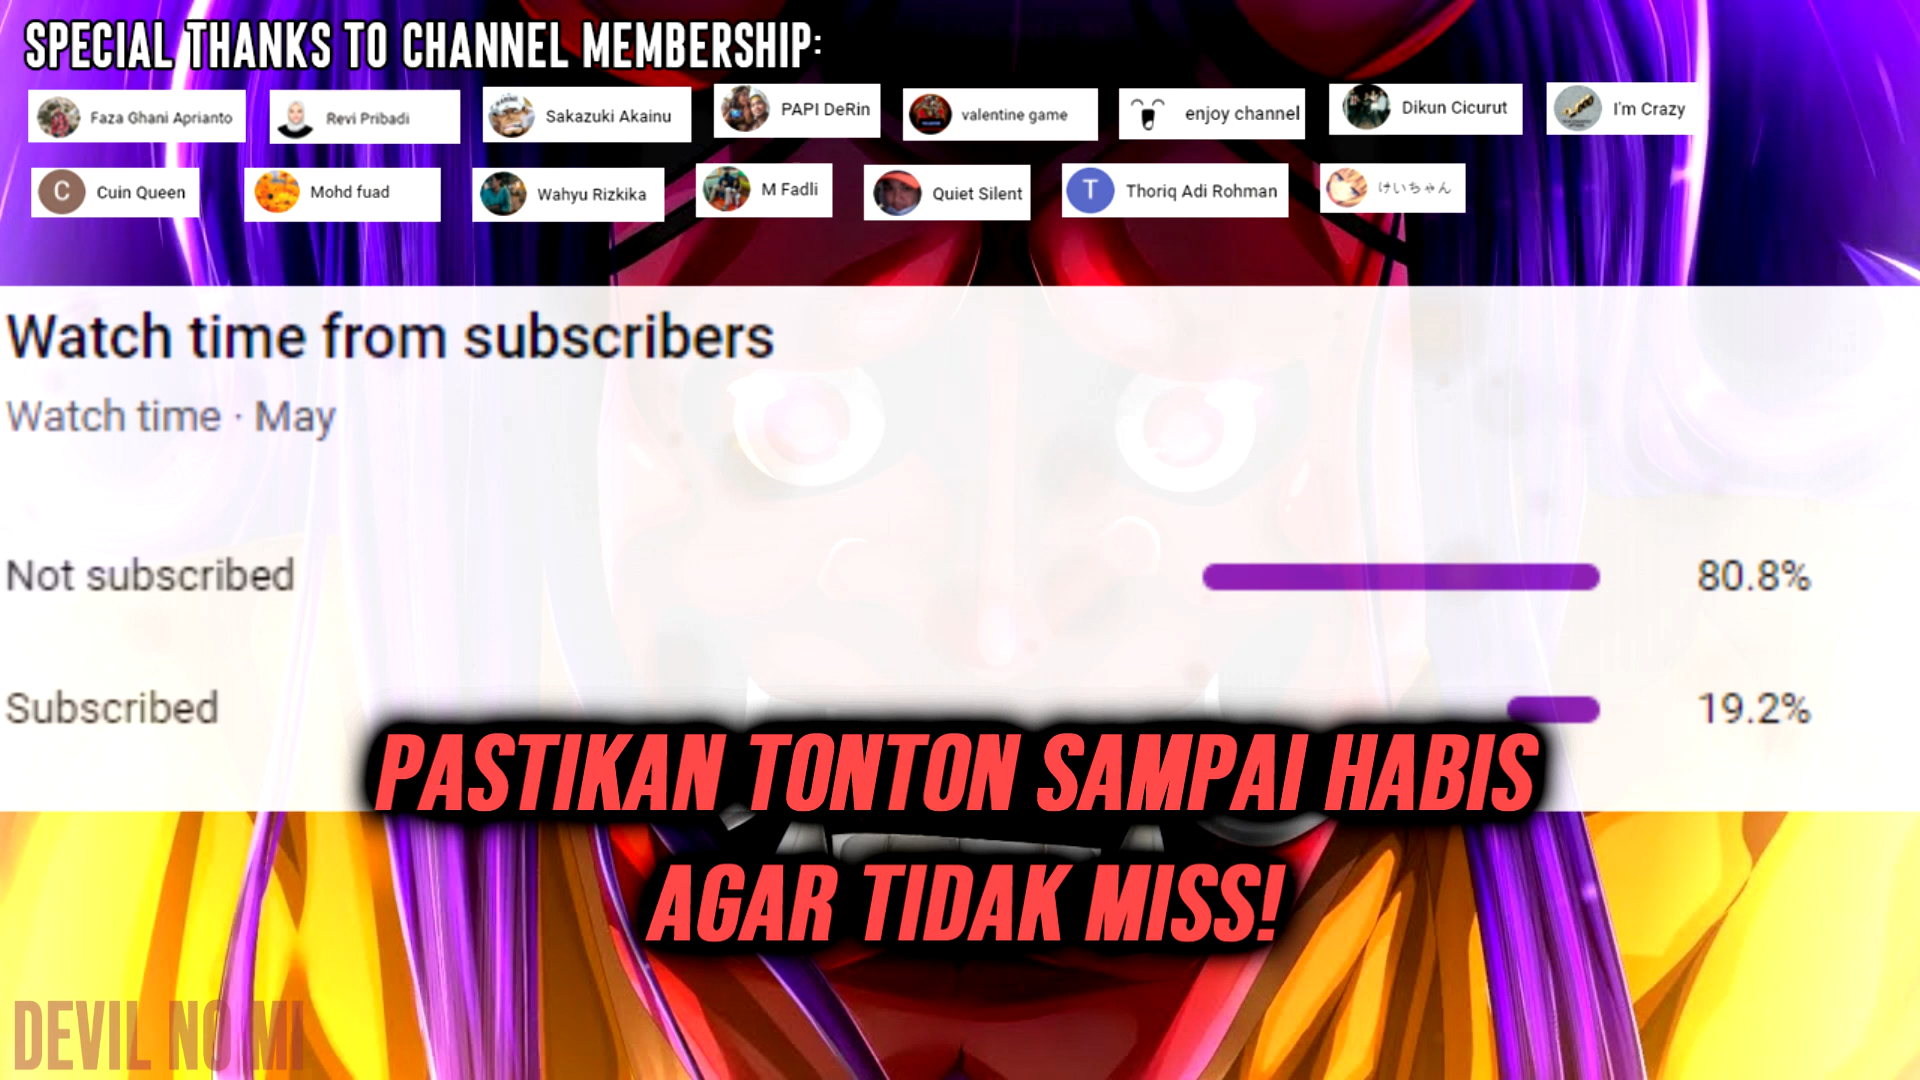 SPECIAL THANKS TO CHANNEL MEMBERSHIP:
Faza Ghani Aprianto Revi Pribadi Sakazuki Akainu PAPI DeRin valentine game enjoy channel Dikun Cicurut I'm Crazy
C Cuin Queen Mohd fuad Wahyu Rizkika M Fadli Quiet Silent T Thoriq Adi Rohman けいちゃん
Watch time from subscribers
Watch time · May
Not subscribed 80.8%
Subscribed 19.2%
PASTIKAN TONTON SAMPAI HABIS
AGAR TIDAK MISS!
DEVIL NO MI